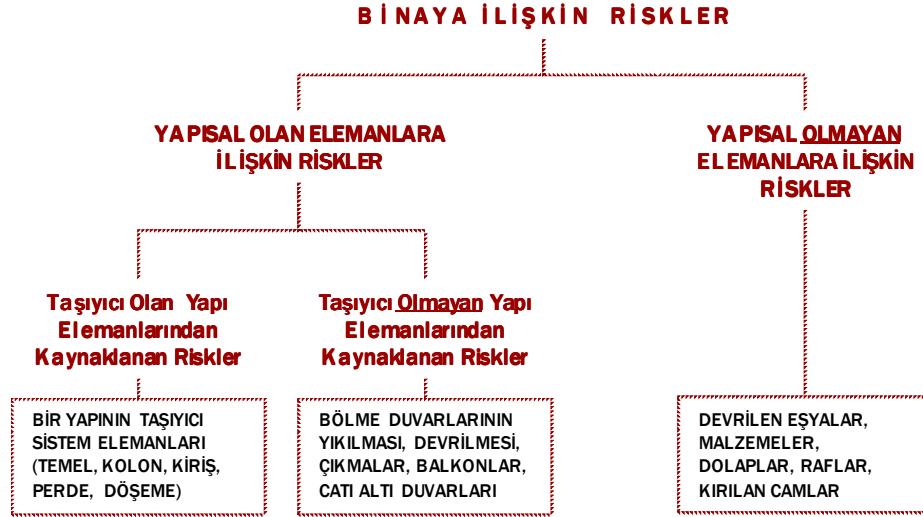 BİNAYA İLİŞKİN RİSKLER
YAPISAL OLAN ELEMANLARA
İLİŞKİN RİSKLER
YAPISAL OLMAYAN
ELEMANLARA İLİŞKİN
RİSKLER
Taşıyıcı Olan Yapı
Elemanlarından
Kaynaklanan Riskler
Taşıyıcı Olmayan Yapı
Elemanlarından
Kaynaklanan Riskler
BİR YAPININ TAŞIYICI
SİSTEM ELEMANLARI
(TEMEL, KOLON, KİRİŞ,
PERDE, DÖŞEME)
BÖLME DUVARLARININ
YIKILMASI, DEVRİLMESİ,
ÇIKMALAR, BALKONLAR,
CATI ALTI DUVARLARI
DEVRİLEN EŞYALAR,
MALZEMELER,
DOLAPLAR, RAFLAR,
KIRILAN CAMLAR